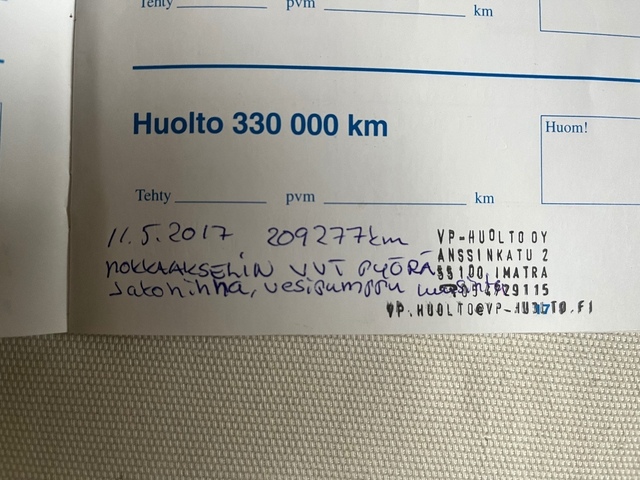 Tehty pvm km
Huolto 330 000 km
Huom!
Tehty pvm km
11.5.2017 209277km
NOKKAAKSELIN VVT PYÖRÄ
Jakohihna, vesipumppu
VP-HUOLTO OY
ANSSINKATU 2
55100 IMATRA
VP.HUOLTO@VP-HUOLTO.FI